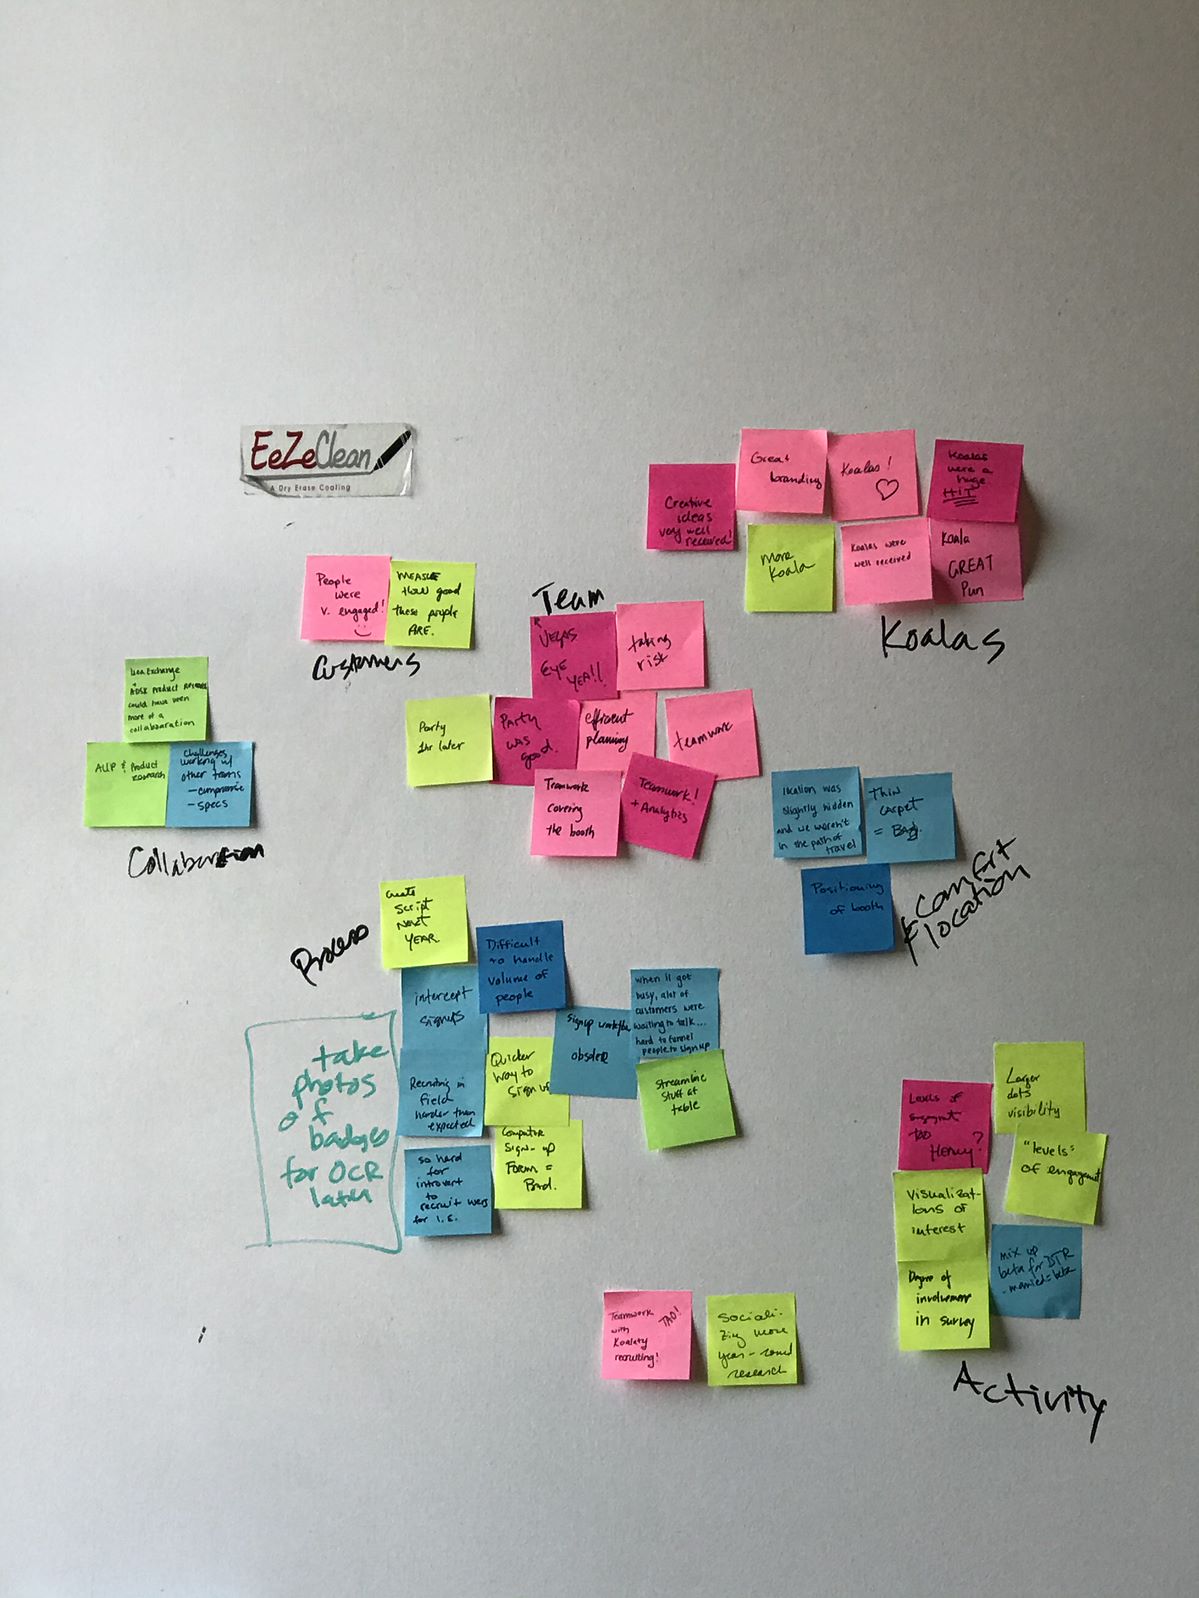 EeZeClean
A Dry Erase Coating
Creative
ideas
very well
received!
Great
branding
Koalas!
Koalas
were a
huge
HIT
More
Koala
Koalas were
well received
Koala
GREAT
Pun
Koalas
People
were
v. engaged!
MEASURE
How good
these people
ARE.
Customers
Team
VEGAS
EYE
YEA!!
taking
risk
Party
1hr later
Party
was
good.
efficient
planning
teamwork
Teamwork
covering
the booth
Teamwork!
+ Analytics
Idea Exchange
+
ADSK Product Research
could have been
more of a
collaboration
AUP & Product
Research
Challenges
working w/
other teams
- compromise
- specs
Collaboration
location was
slightly hidden
and we weren't
in the path of
travel
Thin
carpet
= Bad.
Positioning
of booth
Comfort
location
Process
Create
Script
Next
YEAR
Difficult
to handle
volume of
people
intercept
signups
signup workflow
obsolete
when it got
busy, alot of
customers were
waiting to talk...
hard to funnel
people to sign up
Quicker
way to
sign up
Streamline
stuff at
table
Recruiting in
field
harder than
expected
Computer
Sign-up
Forum =
Bad.
so hard
for
introvert
to
recruit
for I.E.
take
photos
of
badges
for OCR
later
Levels of
engagement
too
Heavy?
Larger
dots
visibility
"levels"
of engagement
Visualizat-
ions of
interest
mix up
beta for DTR
- married = beta
Degree of
involvement
in survey
Activity
Teamwork
with
Koality
recruiting!
TAO!
Sociali-
zing more
year-round
research